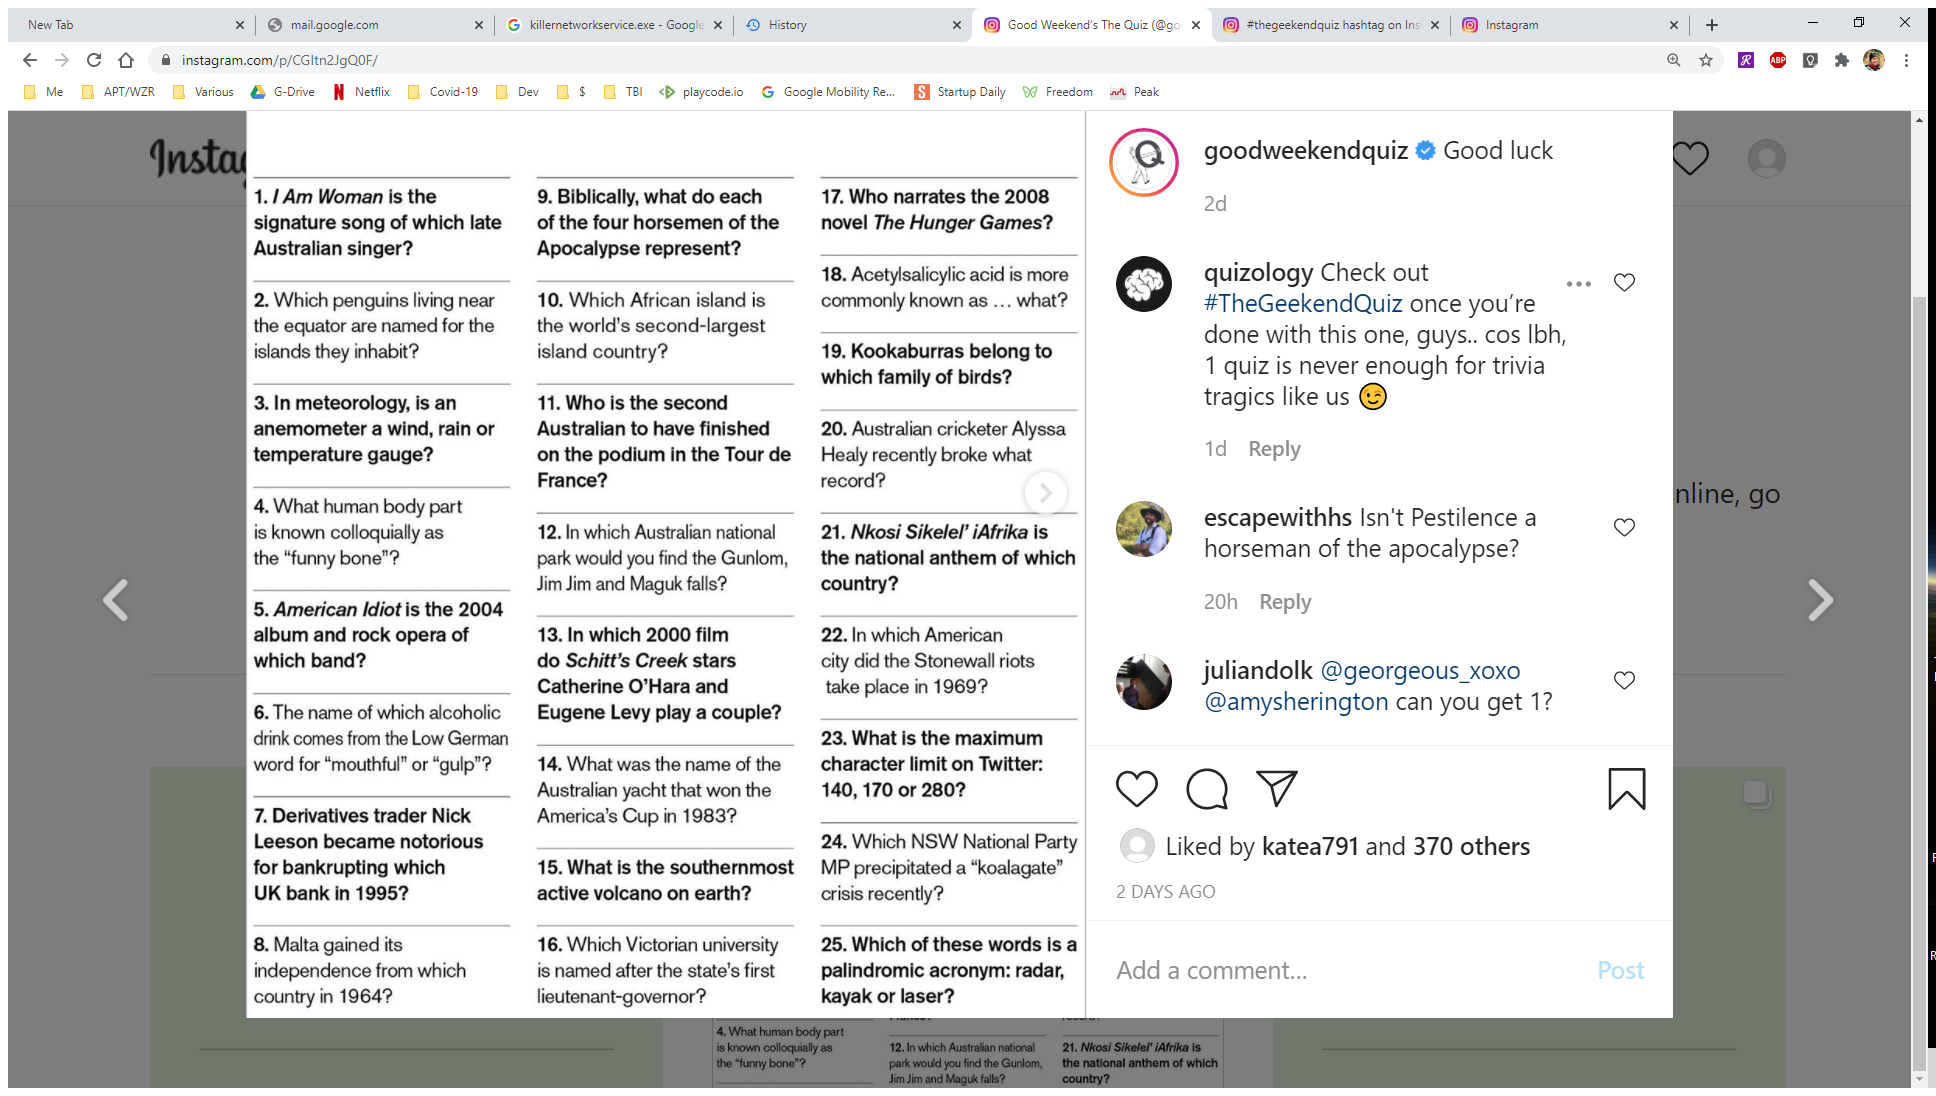 New Tab
mail.google.com
killernetworkservice.exe - Google
History
Good Weekend's The Quiz (@go
#thegeekendquiz hashtag on Ins
Instagram
instagram.com/p/CGItn2JgQ0F/
Me
APT/WZR
Various
G-Drive
Netflix
Covid-19
Dev
$
TBI
playcode.io
Google Mobility Re...
Startup Daily
Freedom
Peak
Insta
1. I Am Woman is the
signature song of which late
Australian singer?
2. Which penguins living near
the equator are named for the
islands they inhabit?
3. In meteorology, is an
anemometer a wind, rain or
temperature gauge?
4. What human body part
is known colloquially as
the “funny bone”?
5. American Idiot is the 2004
album and rock opera of
which band?
6. The name of which alcoholic
drink comes from the Low German
word for “mouthful” or “gulp”?
7. Derivatives trader Nick
Leeson became notorious
for bankrupting which
UK bank in 1995?
8. Malta gained its
independence from which
country in 1964?
9. Biblically, what do each
of the four horsemen of the
Apocalypse represent?
10. Which African island is
the world’s second-largest
island country?
11. Who is the second
Australian to have finished
on the podium in the Tour de
France?
12. In which Australian national
park would you find the Gunlom,
Jim Jim and Maguk falls?
13. In which 2000 film
do Schitt’s Creek stars
Catherine O’Hara and
Eugene Levy play a couple?
14. What was the name of the
Australian yacht that won the
America’s Cup in 1983?
15. What is the southernmost
active volcano on earth?
16. Which Victorian university
is named after the state’s first
lieutenant-governor?
17. Who narrates the 2008
novel The Hunger Games?
18. Acetylsalicylic acid is more
commonly known as … what?
19. Kookaburras belong to
which family of birds?
20. Australian cricketer Alyssa
Healy recently broke what
record?
21. Nkosi Sikelel’ iAfrika is
the national anthem of which
country?
22. In which American
city did the Stonewall riots
take place in 1969?
23. What is the maximum
character limit on Twitter:
140, 170 or 280?
24. Which NSW National Party
MP precipitated a “koalagate”
crisis recently?
25. Which of these words is a
palindromic acronym: radar,
kayak or laser?
goodweekendquiz Good luck
2d
quizology Check out
#TheGeekendQuiz once you’re
done with this one, guys.. cos lbh,
1 quiz is never enough for trivia
tragics like us 😉
1d Reply
escapewithhs Isn't Pestilence a
horseman of the apocalypse?
20h Reply
juliandolk @georgeous_xoxo
@amysherington can you get 1?
Liked by katea791 and 370 others
2 DAYS AGO
Add a comment...
Post
nline, go
4. What human body part
is known colloquially as
the “funny bone”?
12. In which Australian national
park would you find the Gunlom,
Jim Jim and Maguk falls?
21. Nkosi Sikelel’ iAfrika is
the national anthem of which
country?